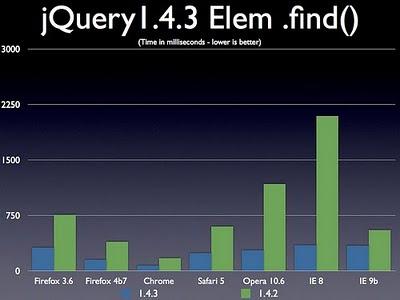 jQuery1.4.3 Elem .find()
(Time in milliseconds - lower is better)
3000
2250
1500
750
0
Firefox 3.6 Firefox 4b7 Chrome Safari 5 Opera 10.6 IE 8 IE 9b
1.4.3 1.4.2